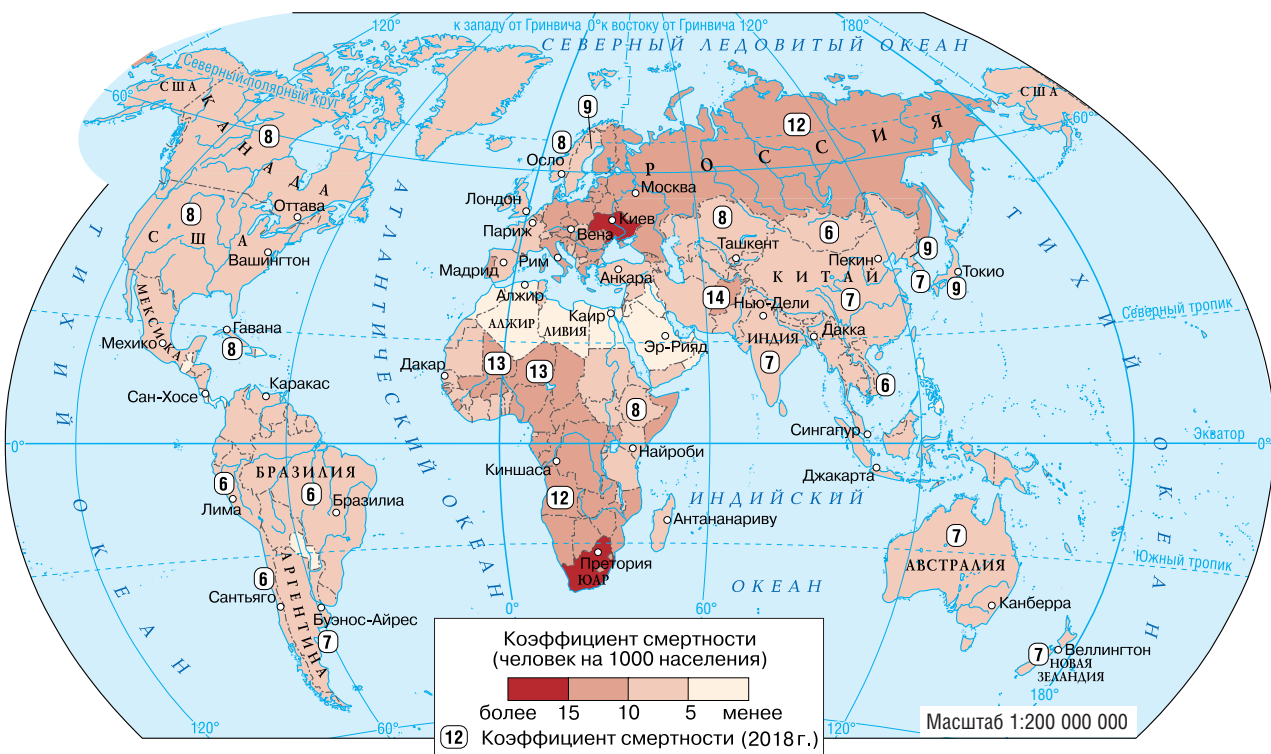 120°
к западу от Гринвича 0° к востоку от Гринвича
120°
180°
СЕВЕРНЫЙ ЛЕДОВИТЫЙ ОКЕАН
Северный полярный круг
США
США
60°
60°
КАНАДА
8
8
9
12
РОССИЯ
Осло
Москва
Лондон
Киев
Париж
Вена
Оттава
8
США
Вашингтон
Мадрид
Рим
Анкара
8
Ташкент
6
Пекин
9
КИТАЙ
7
Токио
9
7
14
Нью-Дели
Алжир
АЛЖИР
ЛИВИЯ
Каир
Эр-Рияд
ИНДИЯ
7
Дакка
Северный тропик
МЕКСИКА
Мехико
Гавана
8
Дакар
13
13
6
Сан-Хосе
Каракас
8
Сингапур
0°
Экватор
0°
Найроби
Киншаса
Джакарта
БРАЗИЛИЯ
6
6
Лима
Бразилиа
12
Антананариву
ИНДИЙСКИЙ
ОКЕАН
АТЛАНТИЧЕСКИЙ ОКЕАН
ТИХИЙ ОКЕАН
ТИХИЙ ОКЕАН
7
АВСТРАЛИЯ
Южный тропик
Претория
ЮАР
6
АРГЕНТИНА
Сантьяго
Буэнос-Айрес
7
0°
60°
Канберра
7
Веллингтон
НОВАЯ
ЗЕЛАНДИЯ
180°
120°
60°
120°
Коэффициент смертности
(человек на 1000 населения)
более 15 10 5 менее
12 Коэффициент смертности (2018 г.)
Масштаб 1:200 000 000